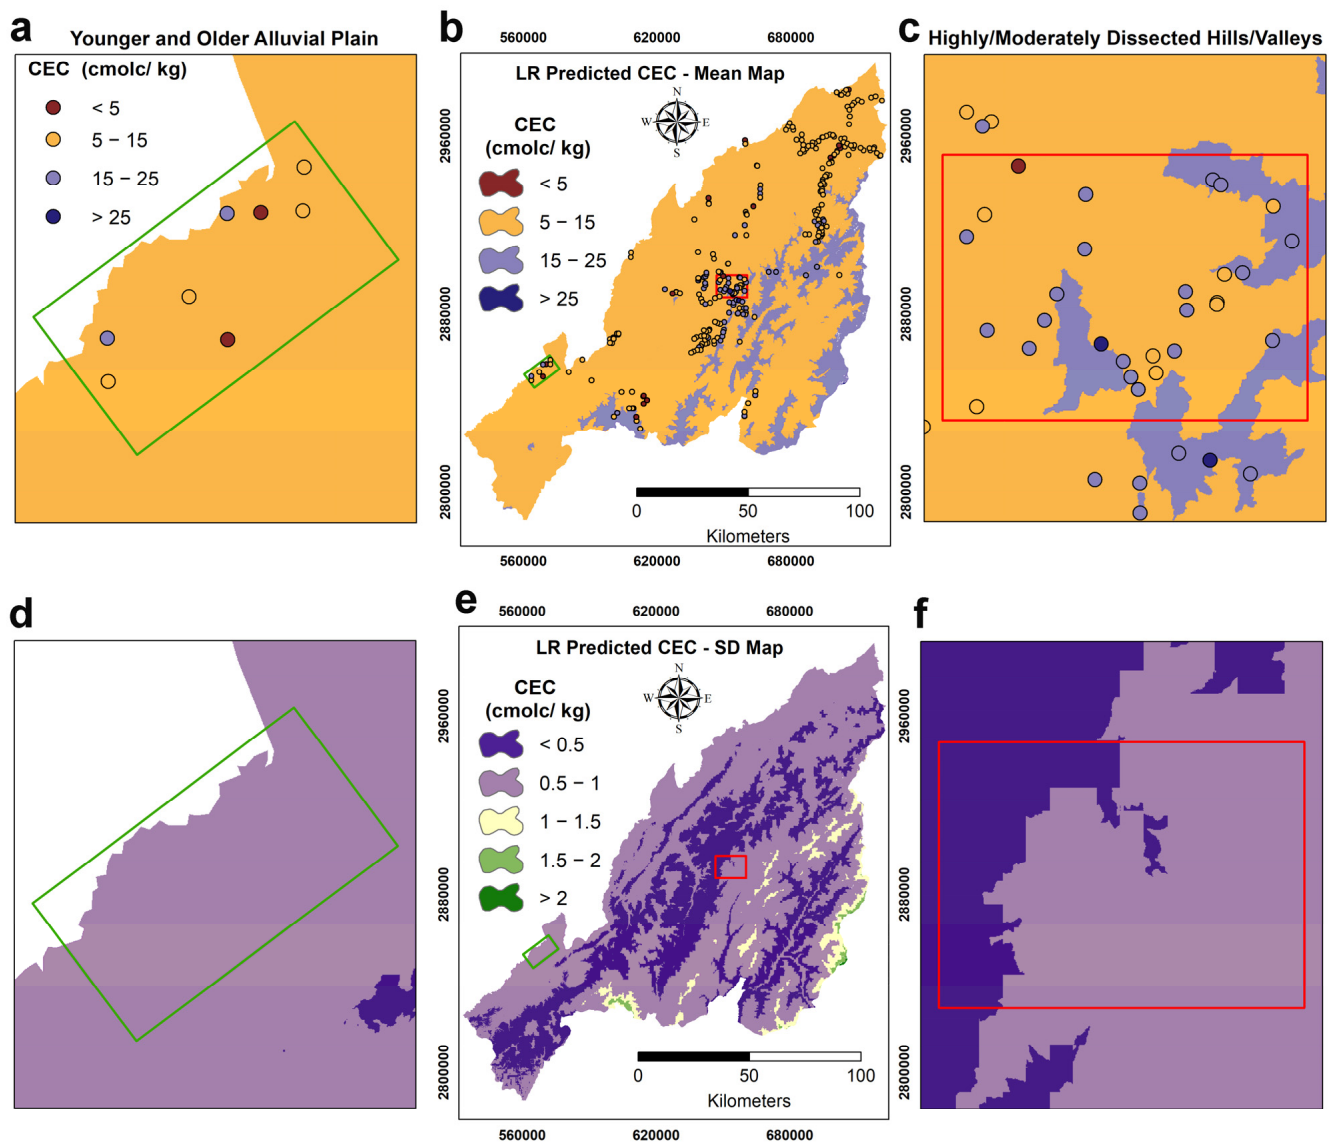 a
Younger and Older Alluvial Plain
CEC (cmolc/ kg)
< 5
5 – 15
15 – 25
> 25
b
560000 620000 680000
LR Predicted CEC - Mean Map
N
W E
S
CEC
(cmolc/ kg)
< 5
5 – 15
15 – 25
> 25
2960000
2880000
2800000
0 50 100
Kilometers
560000 620000 680000
c
Highly/Moderately Dissected Hills/Valleys
2960000
2880000
2800000
d
e
560000 620000 680000
LR Predicted CEC - SD Map
N
W E
S
CEC
(cmolc/ kg)
< 0.5
0.5 – 1
1 – 1.5
1.5 – 2
> 2
2960000
2880000
2800000
0 50 100
Kilometers
560000 620000 680000
f
2960000
2880000
2800000